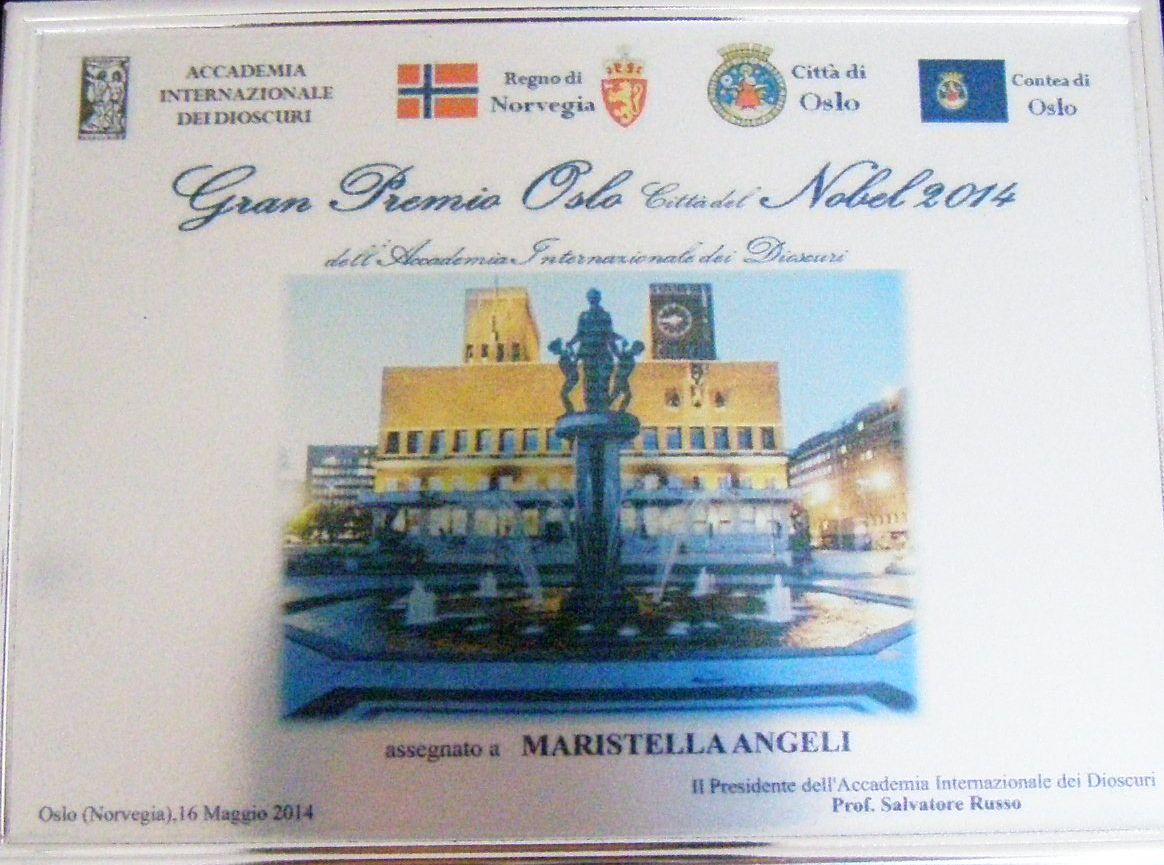 ACCADEMIA
INTERNAZIONALE
DEI DIOSCURI
Regno di
Norvegia
Città di
Oslo
Contea di
Oslo
Gran Premio Oslo Città del Nobel 2014
dell'Accademia Internazionale dei Dioscuri
assegnato a MARISTELLA ANGELI
Il Presidente dell'Accademia Internazionale dei Dioscuri
Prof. Salvatore Russo
Oslo (Norvegia),16 Maggio 2014